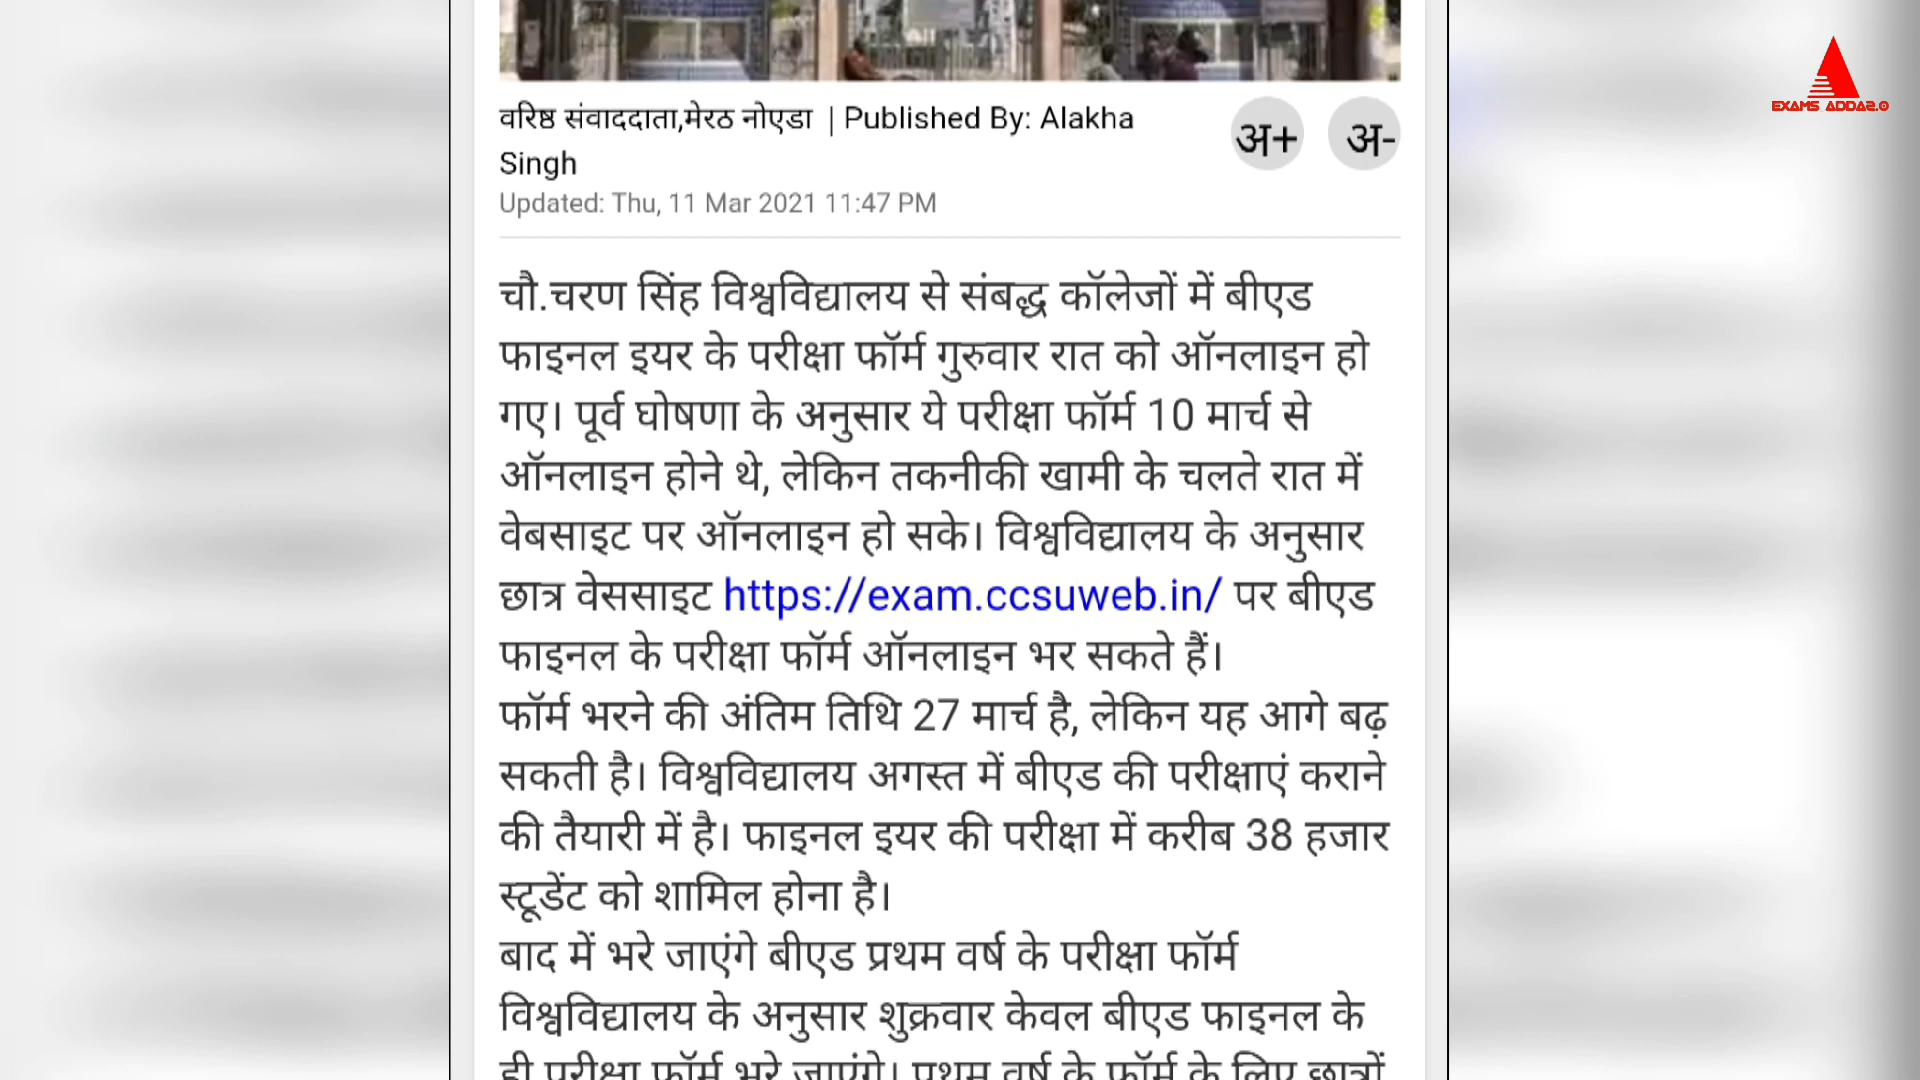 वरिष्ठ संवाददाता,मेरठ नोएडा | Published By: Alakha
Singh
अ+ अ-
Updated: Thu, 11 Mar 2021 11:47 PM
EXAMS ADDA2.0
चौ.चरण सिंह विश्वविद्यालय से संबद्ध कॉलेजों में बीएड
फाइनल इयर के परीक्षा फॉर्म गुरुवार रात को ऑनलाइन हो
गए। पूर्व घोषणा के अनुसार ये परीक्षा फॉर्म 10 मार्च से
ऑनलाइन होने थे, लेकिन तकनीकी खामी के चलते रात में
वेबसाइट पर ऑनलाइन हो सके। विश्वविद्यालय के अनुसार
छात्र वेससाइट https://exam.ccsuweb.in/ पर बीएड
फाइनल के परीक्षा फॉर्म ऑनलाइन भर सकते हैं।
फॉर्म भरने की अंतिम तिथि 27 मार्च है, लेकिन यह आगे बढ़
सकती है। विश्वविद्यालय अगस्त में बीएड की परीक्षाएं कराने
की तैयारी में है। फाइनल इयर की परीक्षा में करीब 38 हजार
स्टूडेंट को शामिल होना है।
बाद में भरे जाएंगे बीएड प्रथम वर्ष के परीक्षा फॉर्म
विश्वविद्यालय के अनुसार शुक्रवार केवल बीएड फाइनल के
ही परीक्षा फॉर्म भरे जाएंगे। प्रथम वर्ष के फॉर्म के लिए छात्रों